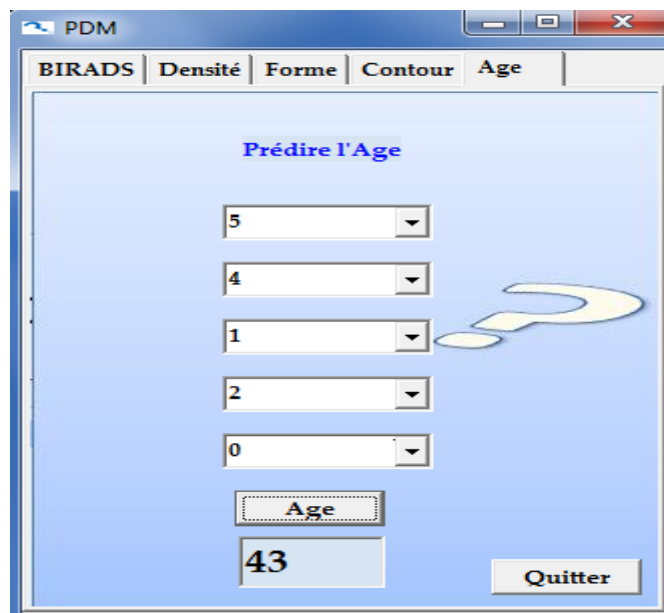 PDM
BIRADS Densité Forme Contour Age
Prédire l'Age
5
4
1
2
0
Age
43
Quitter